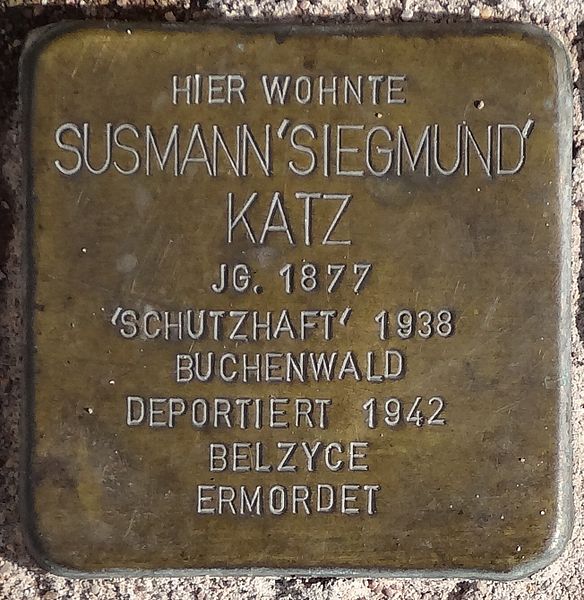 HIER WOHNTE
SUSMANN 'SIEGMUND'
KATZ
JG. 1877
'SCHUTZHAFT' 1938
BUCHENWALD
DEPORTIERT 1942
BELZYCE
ERMORDET